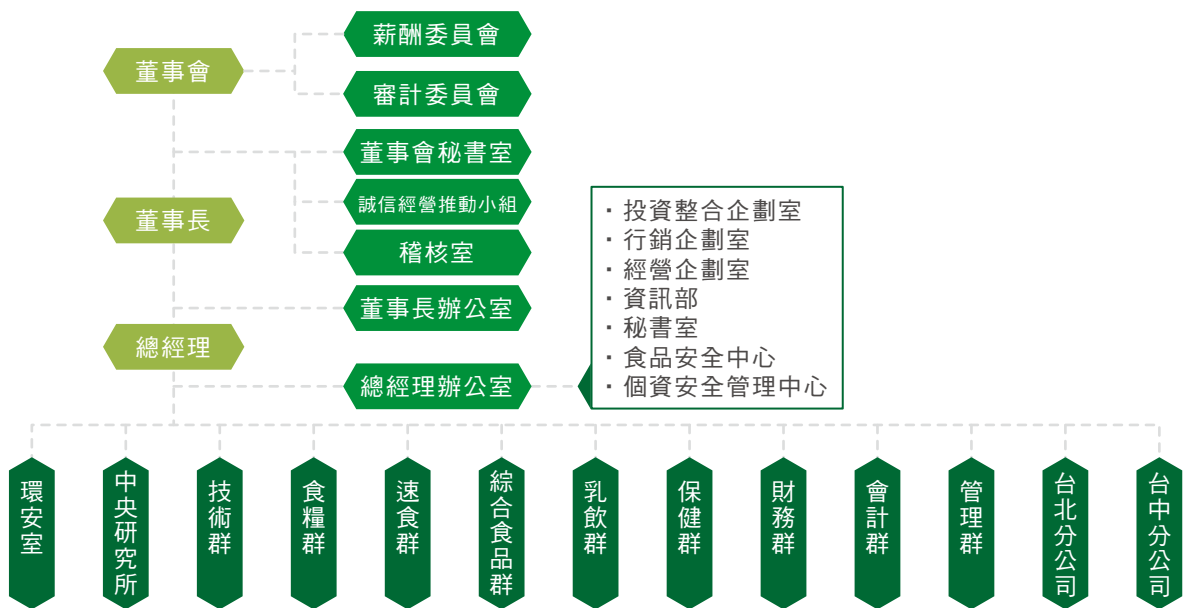 薪酬委員會
董事會
審計委員會
董事會秘書室
誠信經營推動小組
董事長
稽核室
董事長辦公室
總經理
總經理辦公室
・投資整合企劃室
・行銷企劃室
・經營企劃室
・資訊部
・秘書室
・食品安全中心
・個資安全管理中心
環安室
中央研究所
技術群
食糧群
速食群
綜合食品群
乳飲群
保健群
財務群
會計群
管理群
台北分公司
台中分公司